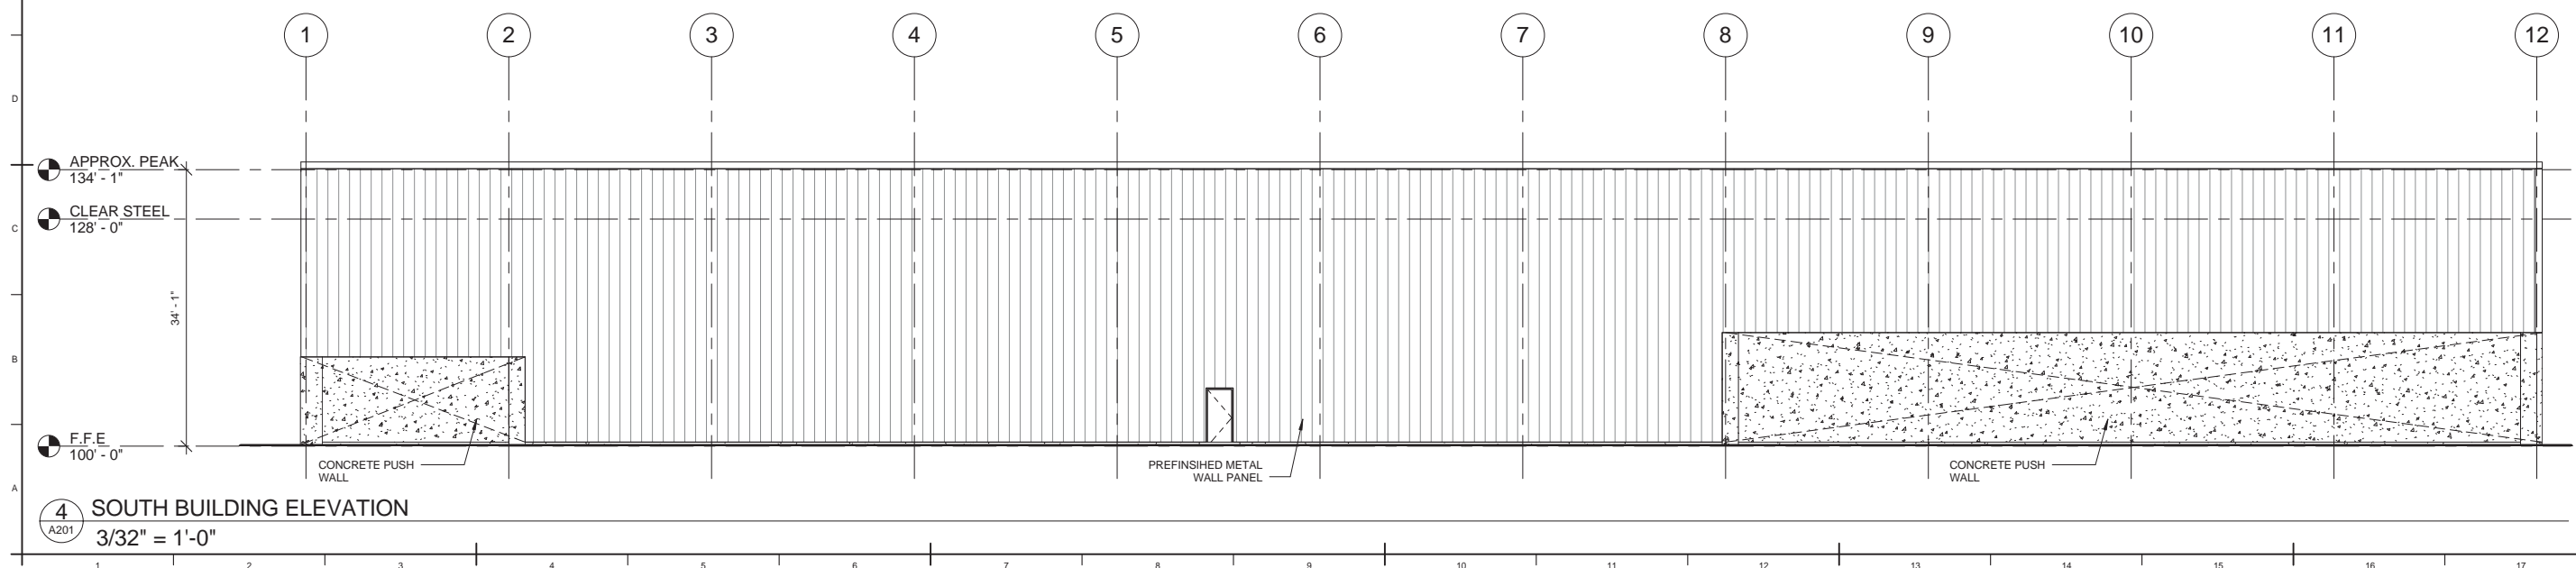 1 2 3 4 5 6 7 8 9 10 11 12
D
APPROX. PEAK
134' - 1"
CLEAR STEEL
128' - 0"
C
34' - 1"
B
F.F.E
100' - 0"
CONCRETE PUSH
WALL
PREFINSIHED METAL
WALL PANEL
CONCRETE PUSH
WALL
A
4
A201
SOUTH BUILDING ELEVATION
3/32" = 1'-0"
1 2 3 4 5 6 7 8 9 10 11 12 13 14 15 16 17